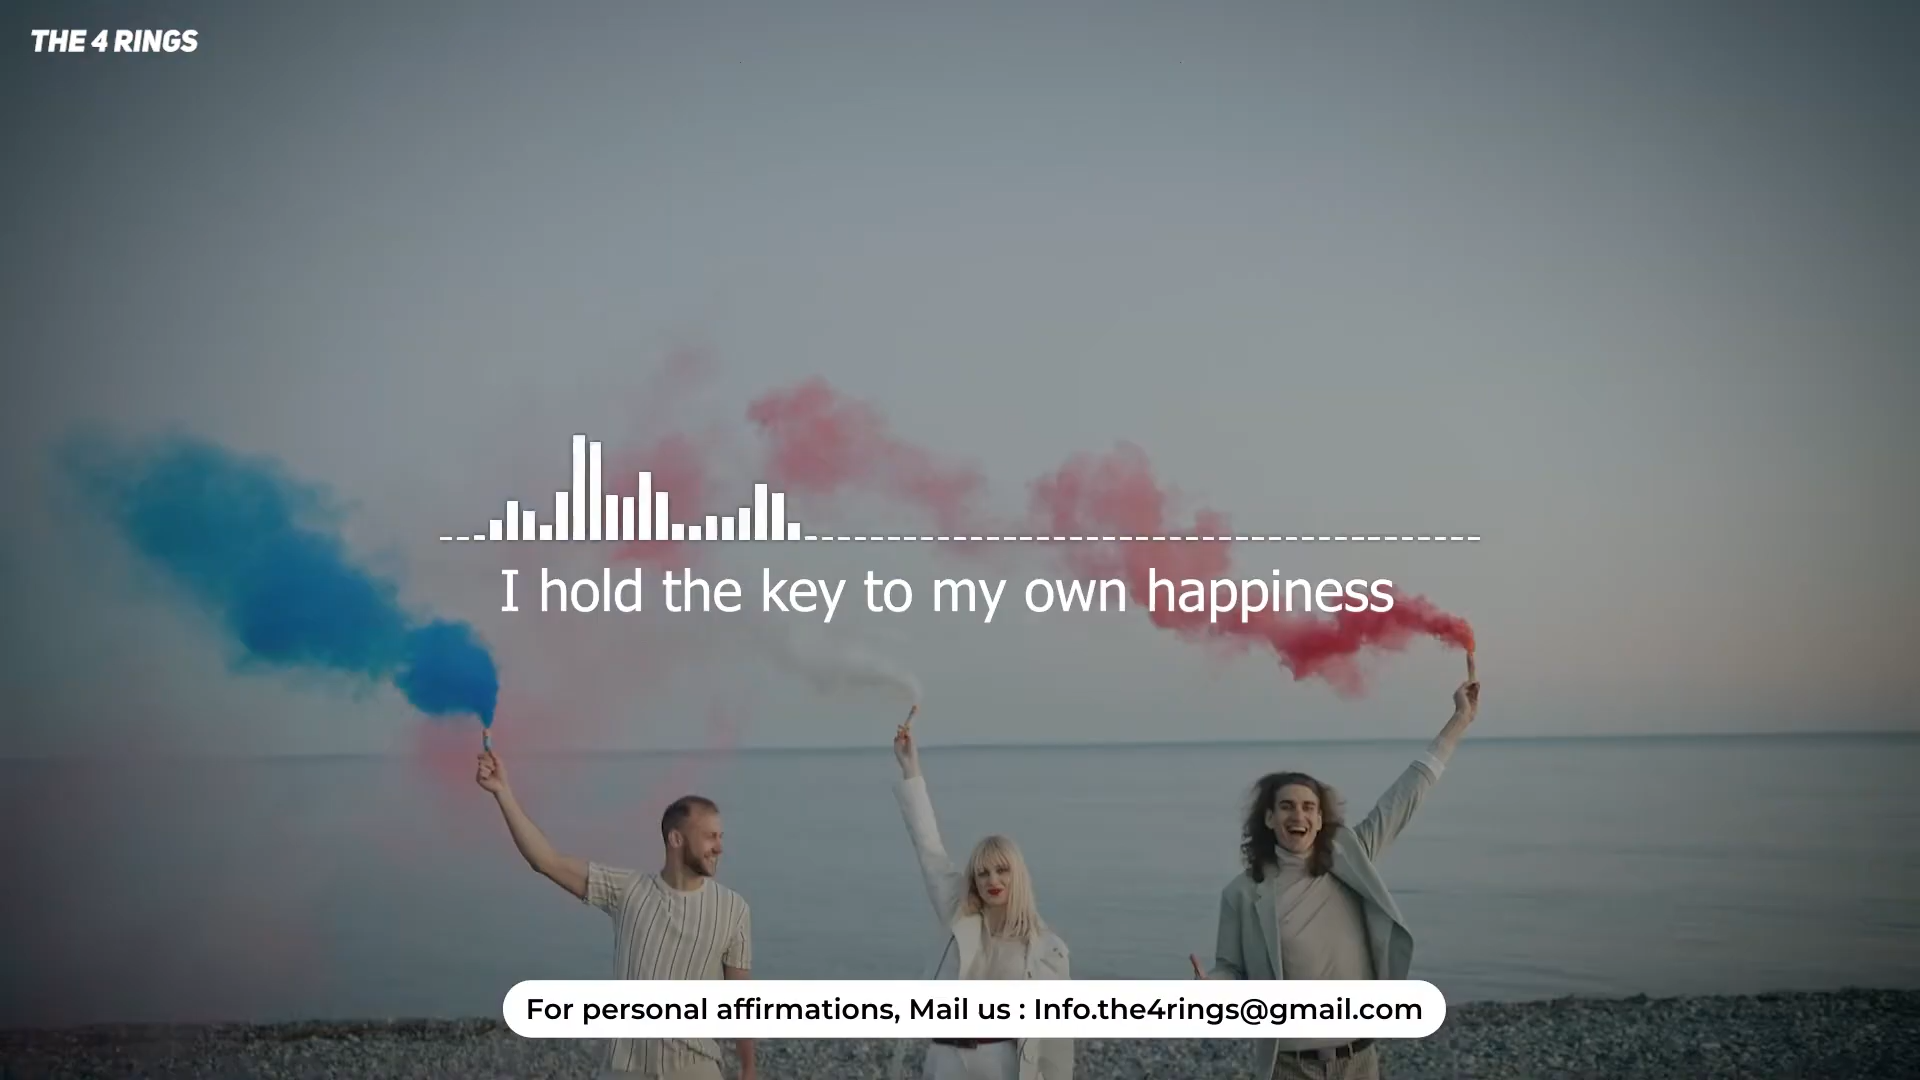 THE 4 RINGS
I hold the key to my own happiness
For personal affirmations, Mail us : Info.the4rings@gmail.com